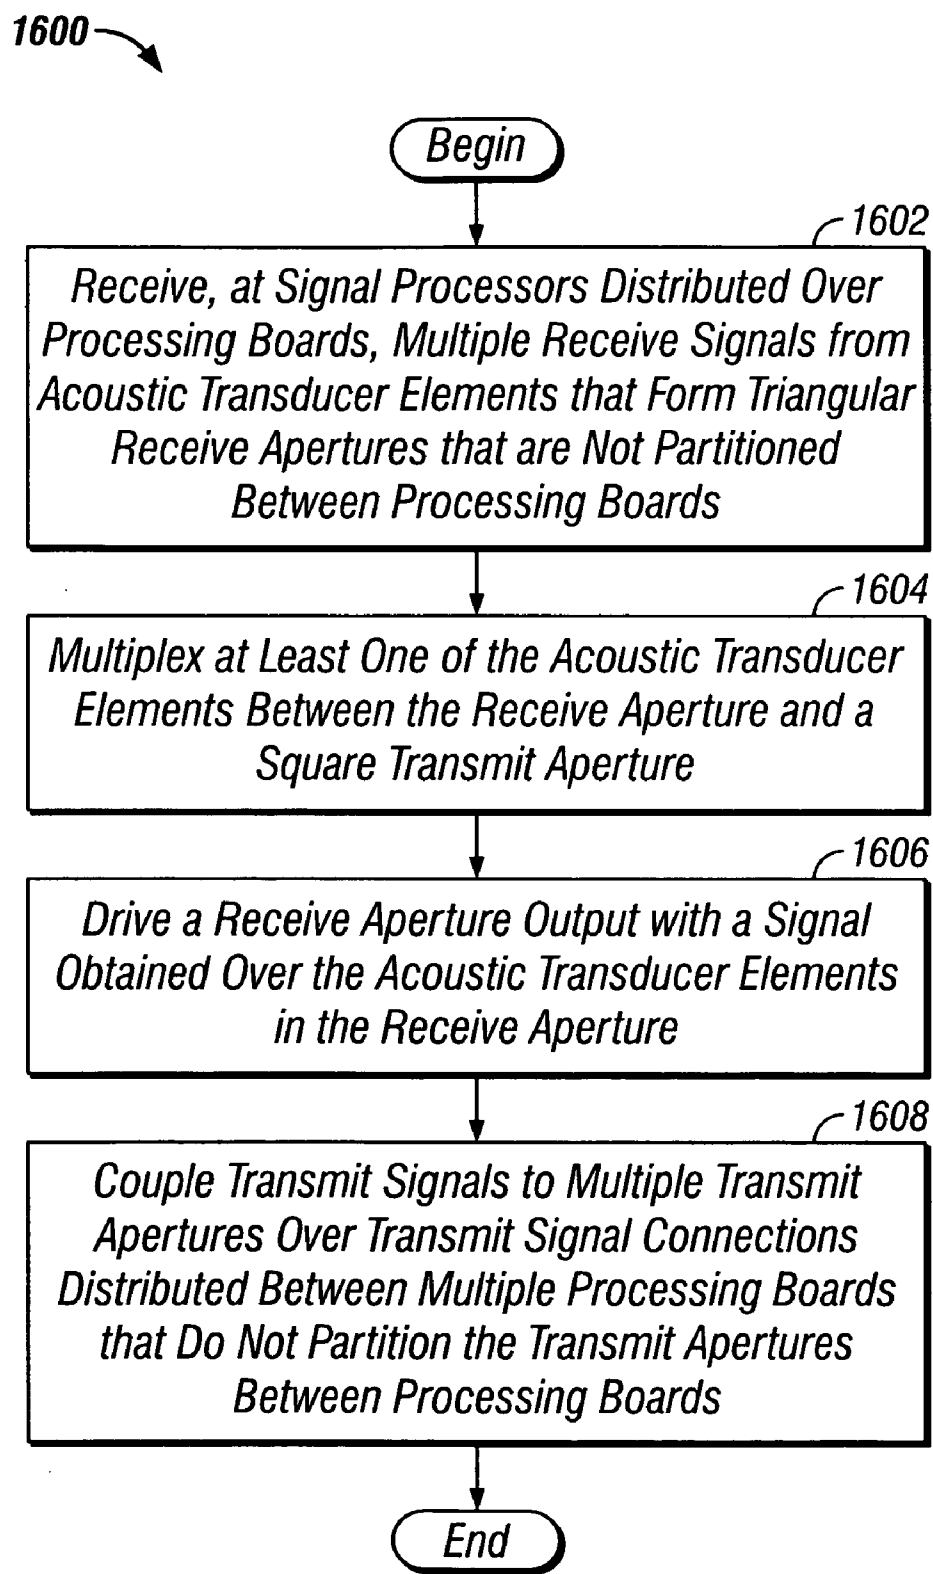 1600
Begin
1602
Receive, at Signal Processors Distributed Over
Processing Boards, Multiple Receive Signals from
Acoustic Transducer Elements that Form Triangular
Receive Apertures that are Not Partitioned
Between Processing Boards
1604
Multiplex at Least One of the Acoustic Transducer
Elements Between the Receive Aperture and a
Square Transmit Aperture
1606
Drive a Receive Aperture Output with a Signal
Obtained Over the Acoustic Transducer Elements
in the Receive Aperture
1608
Couple Transmit Signals to Multiple Transmit
Apertures Over Transmit Signal Connections
Distributed Between Multiple Processing Boards
that Do Not Partition the Transmit Apertures
Between Processing Boards
End